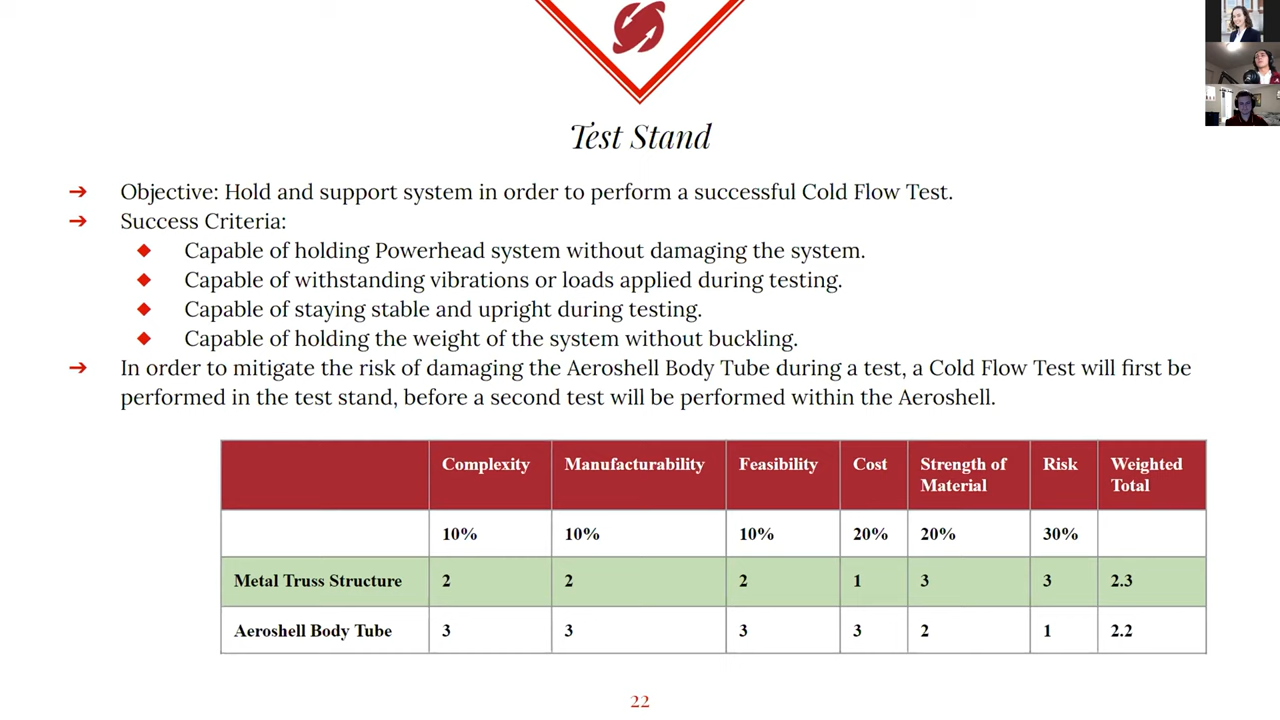 Test Stand
➔ Objective: Hold and support system in order to perform a successful Cold Flow Test.
➔ Success Criteria:
◆ Capable of holding Powerhead system without damaging the system.
◆ Capable of withstanding vibrations or loads applied during testing.
◆ Capable of staying stable and upright during testing.
◆ Capable of holding the weight of the system without buckling.
➔ In order to mitigate the risk of damaging the Aeroshell Body Tube during a test, a Cold Flow Test will first be
performed in the test stand, before a second test will be performed within the Aeroshell.
Complexity Manufacturability Feasibility Cost Strength of Material Risk Weighted Total
10% 10% 10% 20% 20% 30%
Metal Truss Structure 2 2 2 1 3 3 2.3
Aeroshell Body Tube 3 3 3 3 2 1 2.2
22